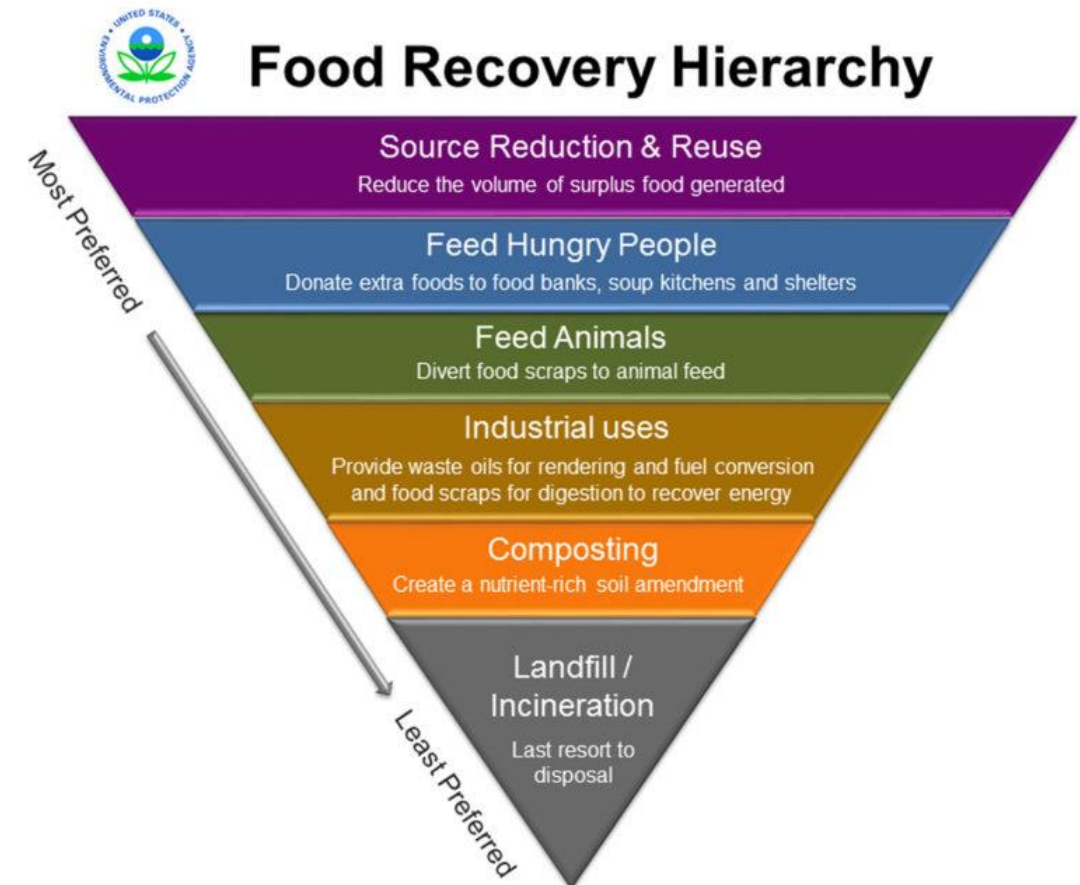 UNITED STATES
ENVIRONMENTAL PROTECTION AGENCY
Food Recovery Hierarchy
Most Preferred
Source Reduction & Reuse
Reduce the volume of surplus food generated
Feed Hungry People
Donate extra foods to food banks, soup kitchens and shelters
Feed Animals
Divert food scraps to animal feed
Industrial uses
Provide waste oils for rendering and fuel conversion
and food scraps for digestion to recover energy
Composting
Create a nutrient-rich soil amendment
Landfill /
Incineration
Last resort to
disposal
Least Preferred